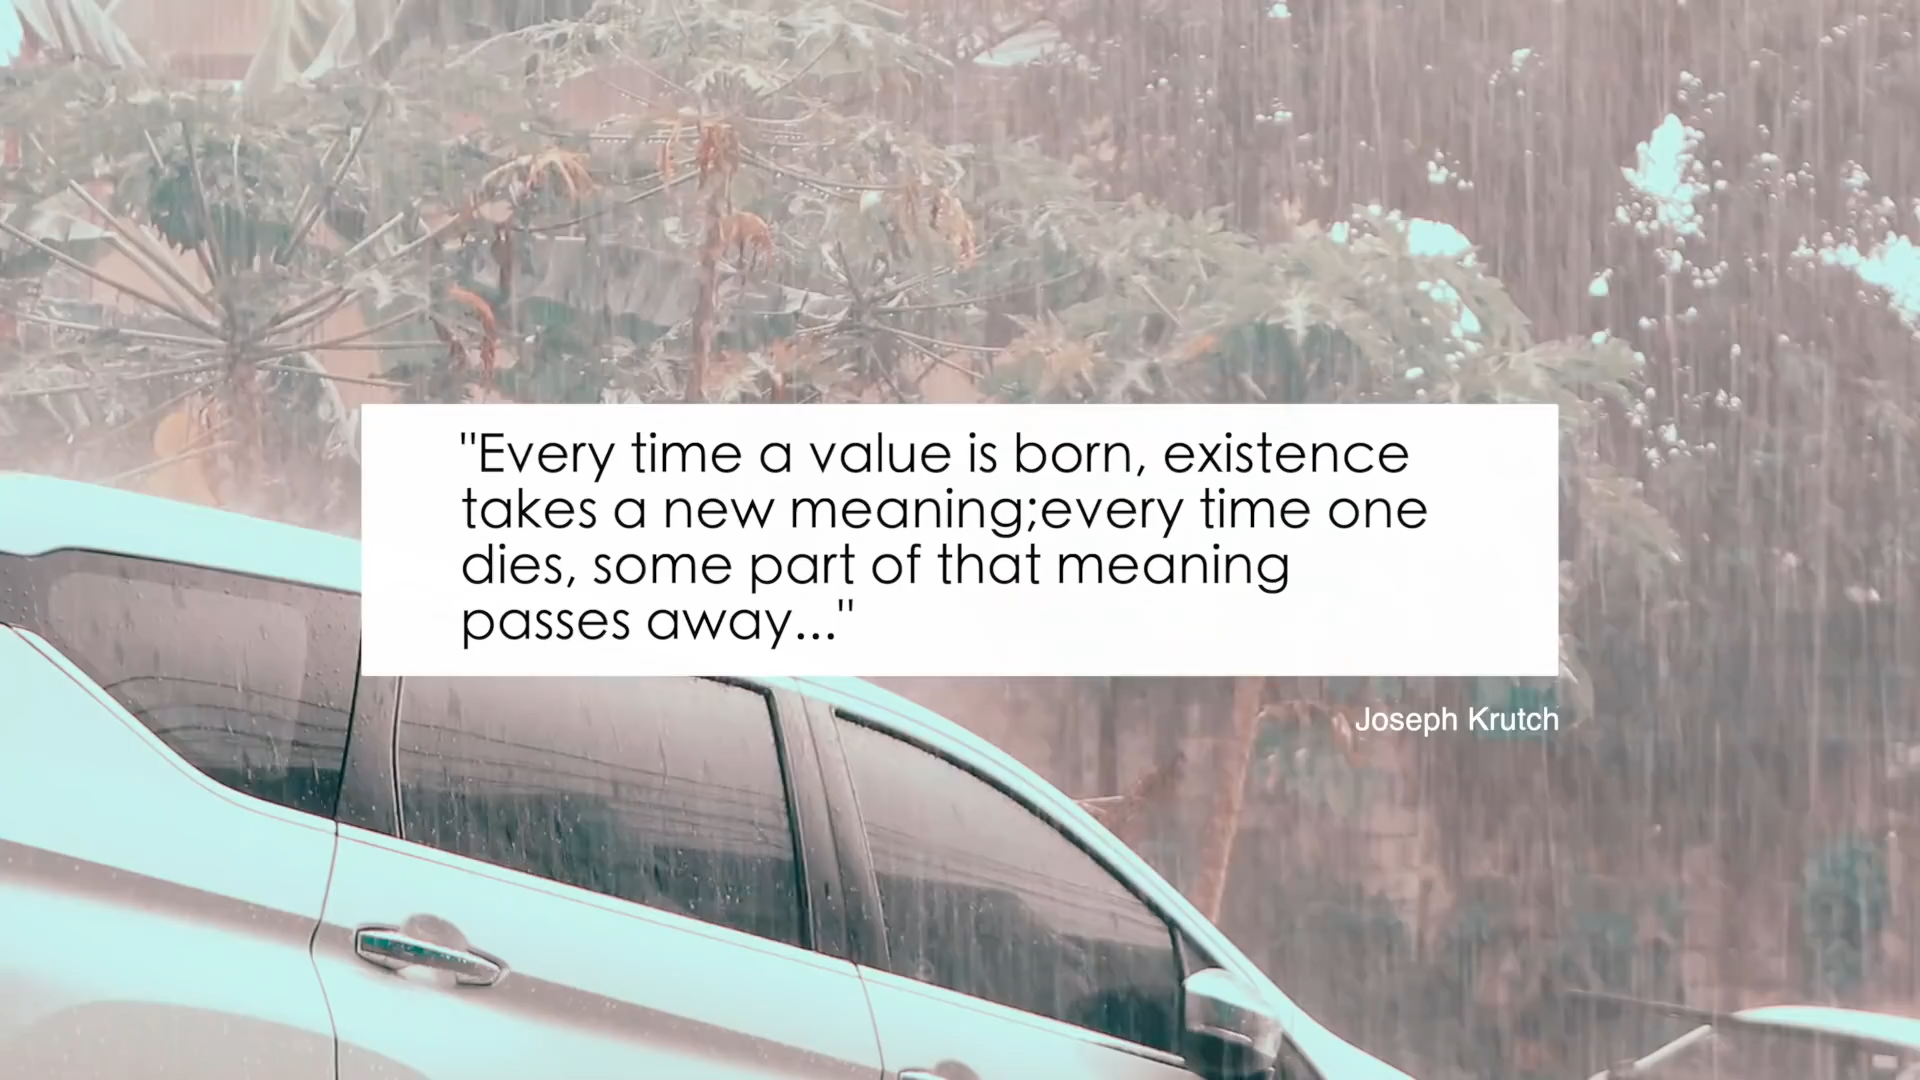 "Every time a value is born, existence
takes a new meaning;every time one
dies, some part of that meaning
passes away..."
Joseph Krutch